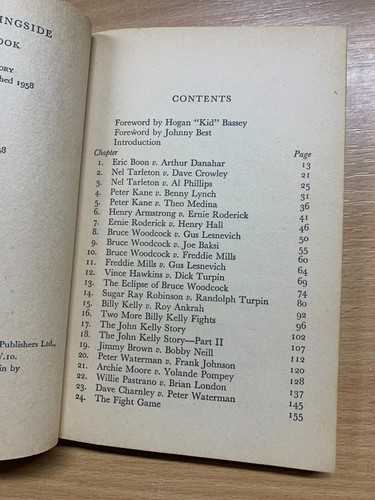 INGSIDE
OOK
ORY
hed 1958
58
Publishers Ltd.,
V.10.
in by
CONTENTS
Foreword by Hogan "Kid" Bassey
Foreword by Johnny Best
Introduction
Chapter Page
1. Eric Boon v. Arthur Danahar 13
2. Nel Tarleton v. Dave Crowley 21
3. Nel Tarleton v. Al Phillips 25
4. Peter Kane v. Benny Lynch 31
5. Peter Kane v. Theo Medina 36
6. Henry Armstrong v. Ernie Roderick 41
7. Ernie Roderick v. Henry Hall 46
8. Bruce Woodcock v. Gus Lesnevich 50
9. Bruce Woodcock v. Joe Baksi 55
10. Bruce Woodcock v. Freddie Mills 60
11. Freddie Mills v. Gus Lesnevich 64
12. Vince Hawkins v. Dick Turpin 69
13. The Eclipse of Bruce Woodcock 74
14. Sugar Ray Robinson v. Randolph Turpin 80
15. Billy Kelly v. Roy Ankrah 92
16. Two More Billy Kelly Fights 96
17. The John Kelly Story 102
18. The John Kelly Story—Part II 107
19. Jimmy Brown v. Bobby Neill 112
20. Peter Waterman v. Frank Johnson 120
21. Archie Moore v. Yolande Pompey 128
22. Willie Pastrano v. Brian London 137
23. Dave Charnley v. Peter Waterman 145
24. The Fight Game 155